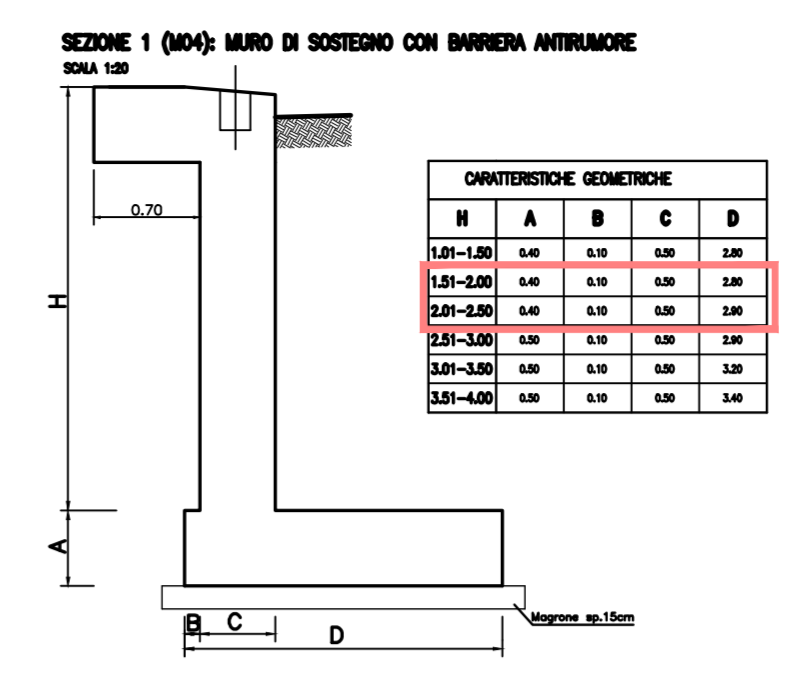 SEZIONE 1 (M04): MURO DI SOSTEGNO CON BARRIERA ANTIRUMORE
SCALA 1:20
0.70
H
A
B C
D
Magrone sp.15cm
CARATTERISTICHE GEOMETRICHE
H A B C D
1.01-1.50 0.40 0.10 0.50 2.80
1.51-2.00 0.40 0.10 0.50 2.80
2.01-2.50 0.40 0.10 0.50 2.90
2.51-3.00 0.50 0.10 0.50 2.90
3.01-3.50 0.50 0.10 0.50 3.20
3.51-4.00 0.50 0.10 0.50 3.40